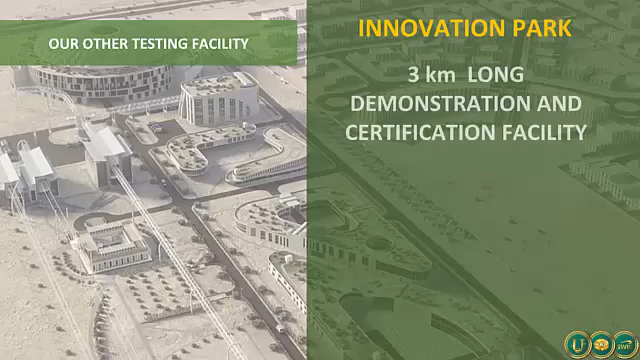 OUR OTHER TESTING FACILITY
INNOVATION PARK
3 km LONG
DEMONSTRATION AND
CERTIFICATION FACILITY